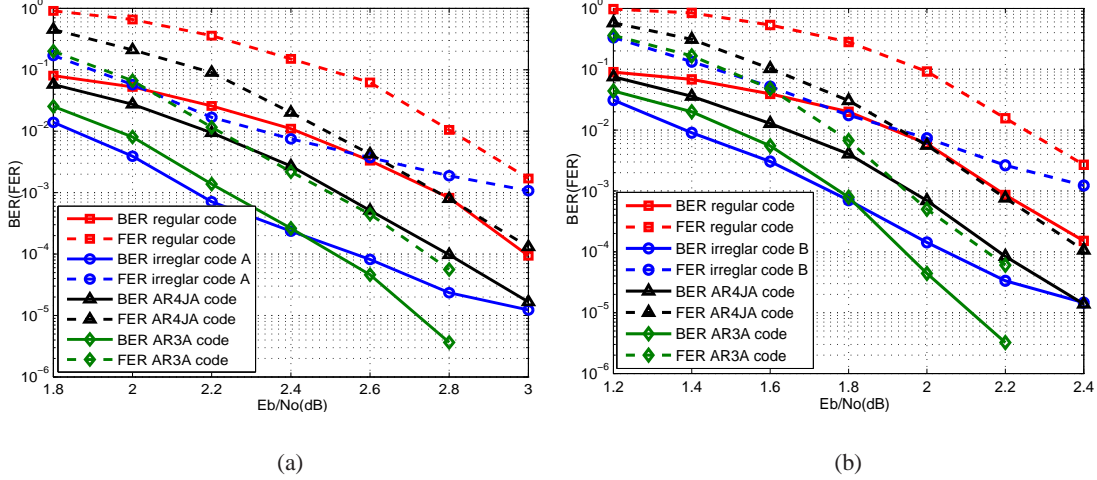 10^0
10^-1
10^-2
10^-3
10^-4
10^-5
10^-6
BER(FER)
BER regular code
FER regular code
BER irreglar code A
FER irreglar code A
BER AR4JA code
FER AR4JA code
BER AR3A code
FER AR3A code
1.8 2 2.2 2.4 2.6 2.8 3
Eb/No(dB)
(a)
10^0
10^-1
10^-2
10^-3
10^-4
10^-5
10^-6
BER(FER)
BER regular code
FER regular code
BER irreglar code B
FER irreglar code B
BER AR4JA code
FER AR4JA code
BER AR3A code
FER AR3A code
1.2 1.4 1.6 1.8 2 2.2 2.4
Eb/No(dB)
(b)